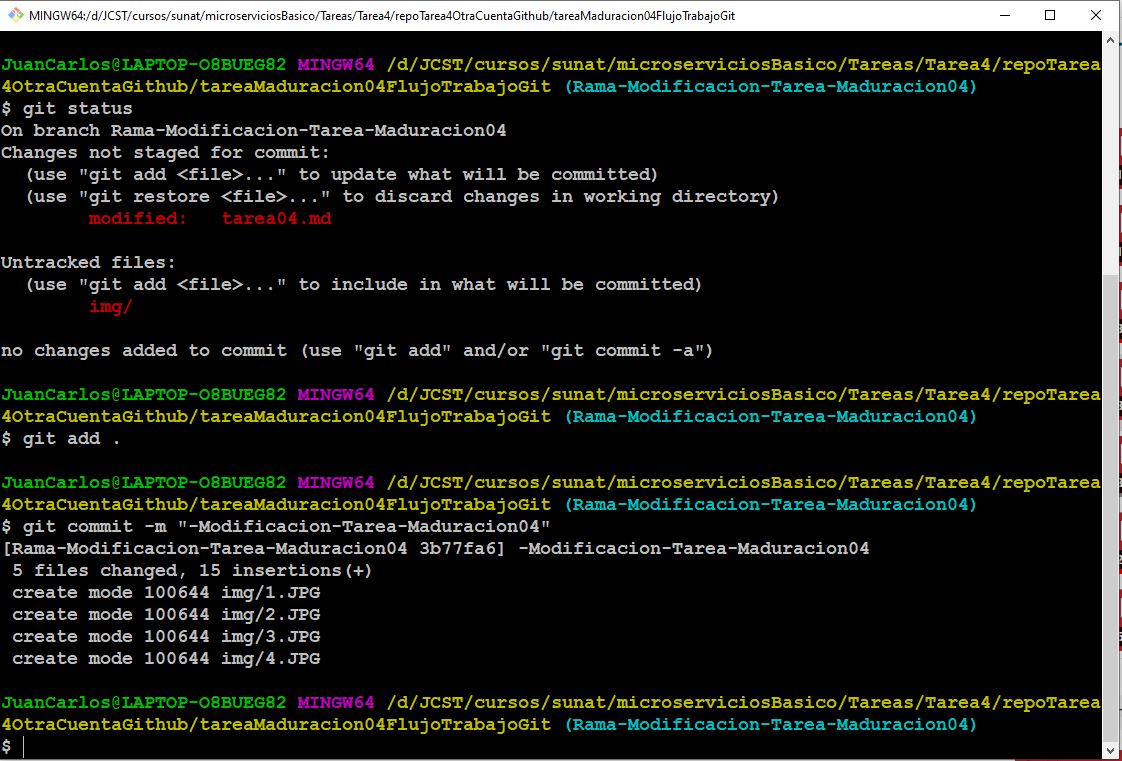 MINGW64:/d/JCST/cursos/sunat/microserviciosBasico/Tareas/Tarea4/repoTarea4OtraCuentaGithub/tareaMaduracion04FlujoTrabajoGit
JuanCarlos@LAPTOP-O8BUEG82 MINGW64 /d/JCST/cursos/sunat/microserviciosBasico/Tareas/Tarea4/repoTarea
4OtraCuentaGithub/tareaMaduracion04FlujoTrabajoGit (Rama-Modificacion-Tarea-Maduracion04)
$ git status
On branch Rama-Modificacion-Tarea-Maduracion04
Changes not staged for commit:
  (use "git add <file>..." to update what will be committed)
  (use "git restore <file>..." to discard changes in working directory)
        modified:   tarea04.md

Untracked files:
  (use "git add <file>..." to include in what will be committed)
        img/

no changes added to commit (use "git add" and/or "git commit -a")

JuanCarlos@LAPTOP-O8BUEG82 MINGW64 /d/JCST/cursos/sunat/microserviciosBasico/Tareas/Tarea4/repoTarea
4OtraCuentaGithub/tareaMaduracion04FlujoTrabajoGit (Rama-Modificacion-Tarea-Maduracion04)
$ git add .

JuanCarlos@LAPTOP-O8BUEG82 MINGW64 /d/JCST/cursos/sunat/microserviciosBasico/Tareas/Tarea4/repoTarea
4OtraCuentaGithub/tareaMaduracion04FlujoTrabajoGit (Rama-Modificacion-Tarea-Maduracion04)
$ git commit -m "-Modificacion-Tarea-Maduracion04"
[Rama-Modificacion-Tarea-Maduracion04 3b77fa6] -Modificacion-Tarea-Maduracion04
 5 files changed, 15 insertions(+)
 create mode 100644 img/1.JPG
 create mode 100644 img/2.JPG
 create mode 100644 img/3.JPG
 create mode 100644 img/4.JPG

JuanCarlos@LAPTOP-O8BUEG82 MINGW64 /d/JCST/cursos/sunat/microserviciosBasico/Tareas/Tarea4/repoTarea
4OtraCuentaGithub/tareaMaduracion04FlujoTrabajoGit (Rama-Modificacion-Tarea-Maduracion04)
$